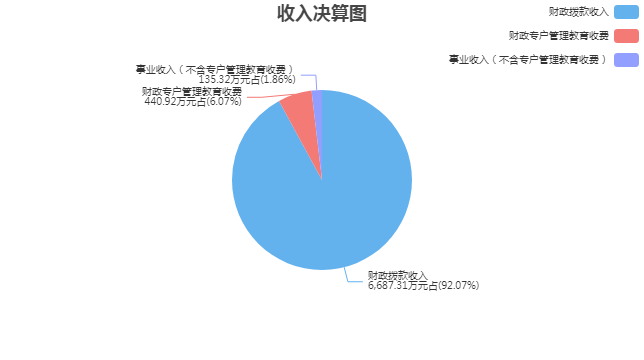 收入决算图
财政拨款收入
财政专户管理教育收费
事业收入（不含专户管理教育收费）
事业收入（不含专户管理教育收费）
135.32万元占(1.86%)
财政专户管理教育收费
440.92万元占(6.07%)
财政拨款收入
6,687.31万元占(92.07%)